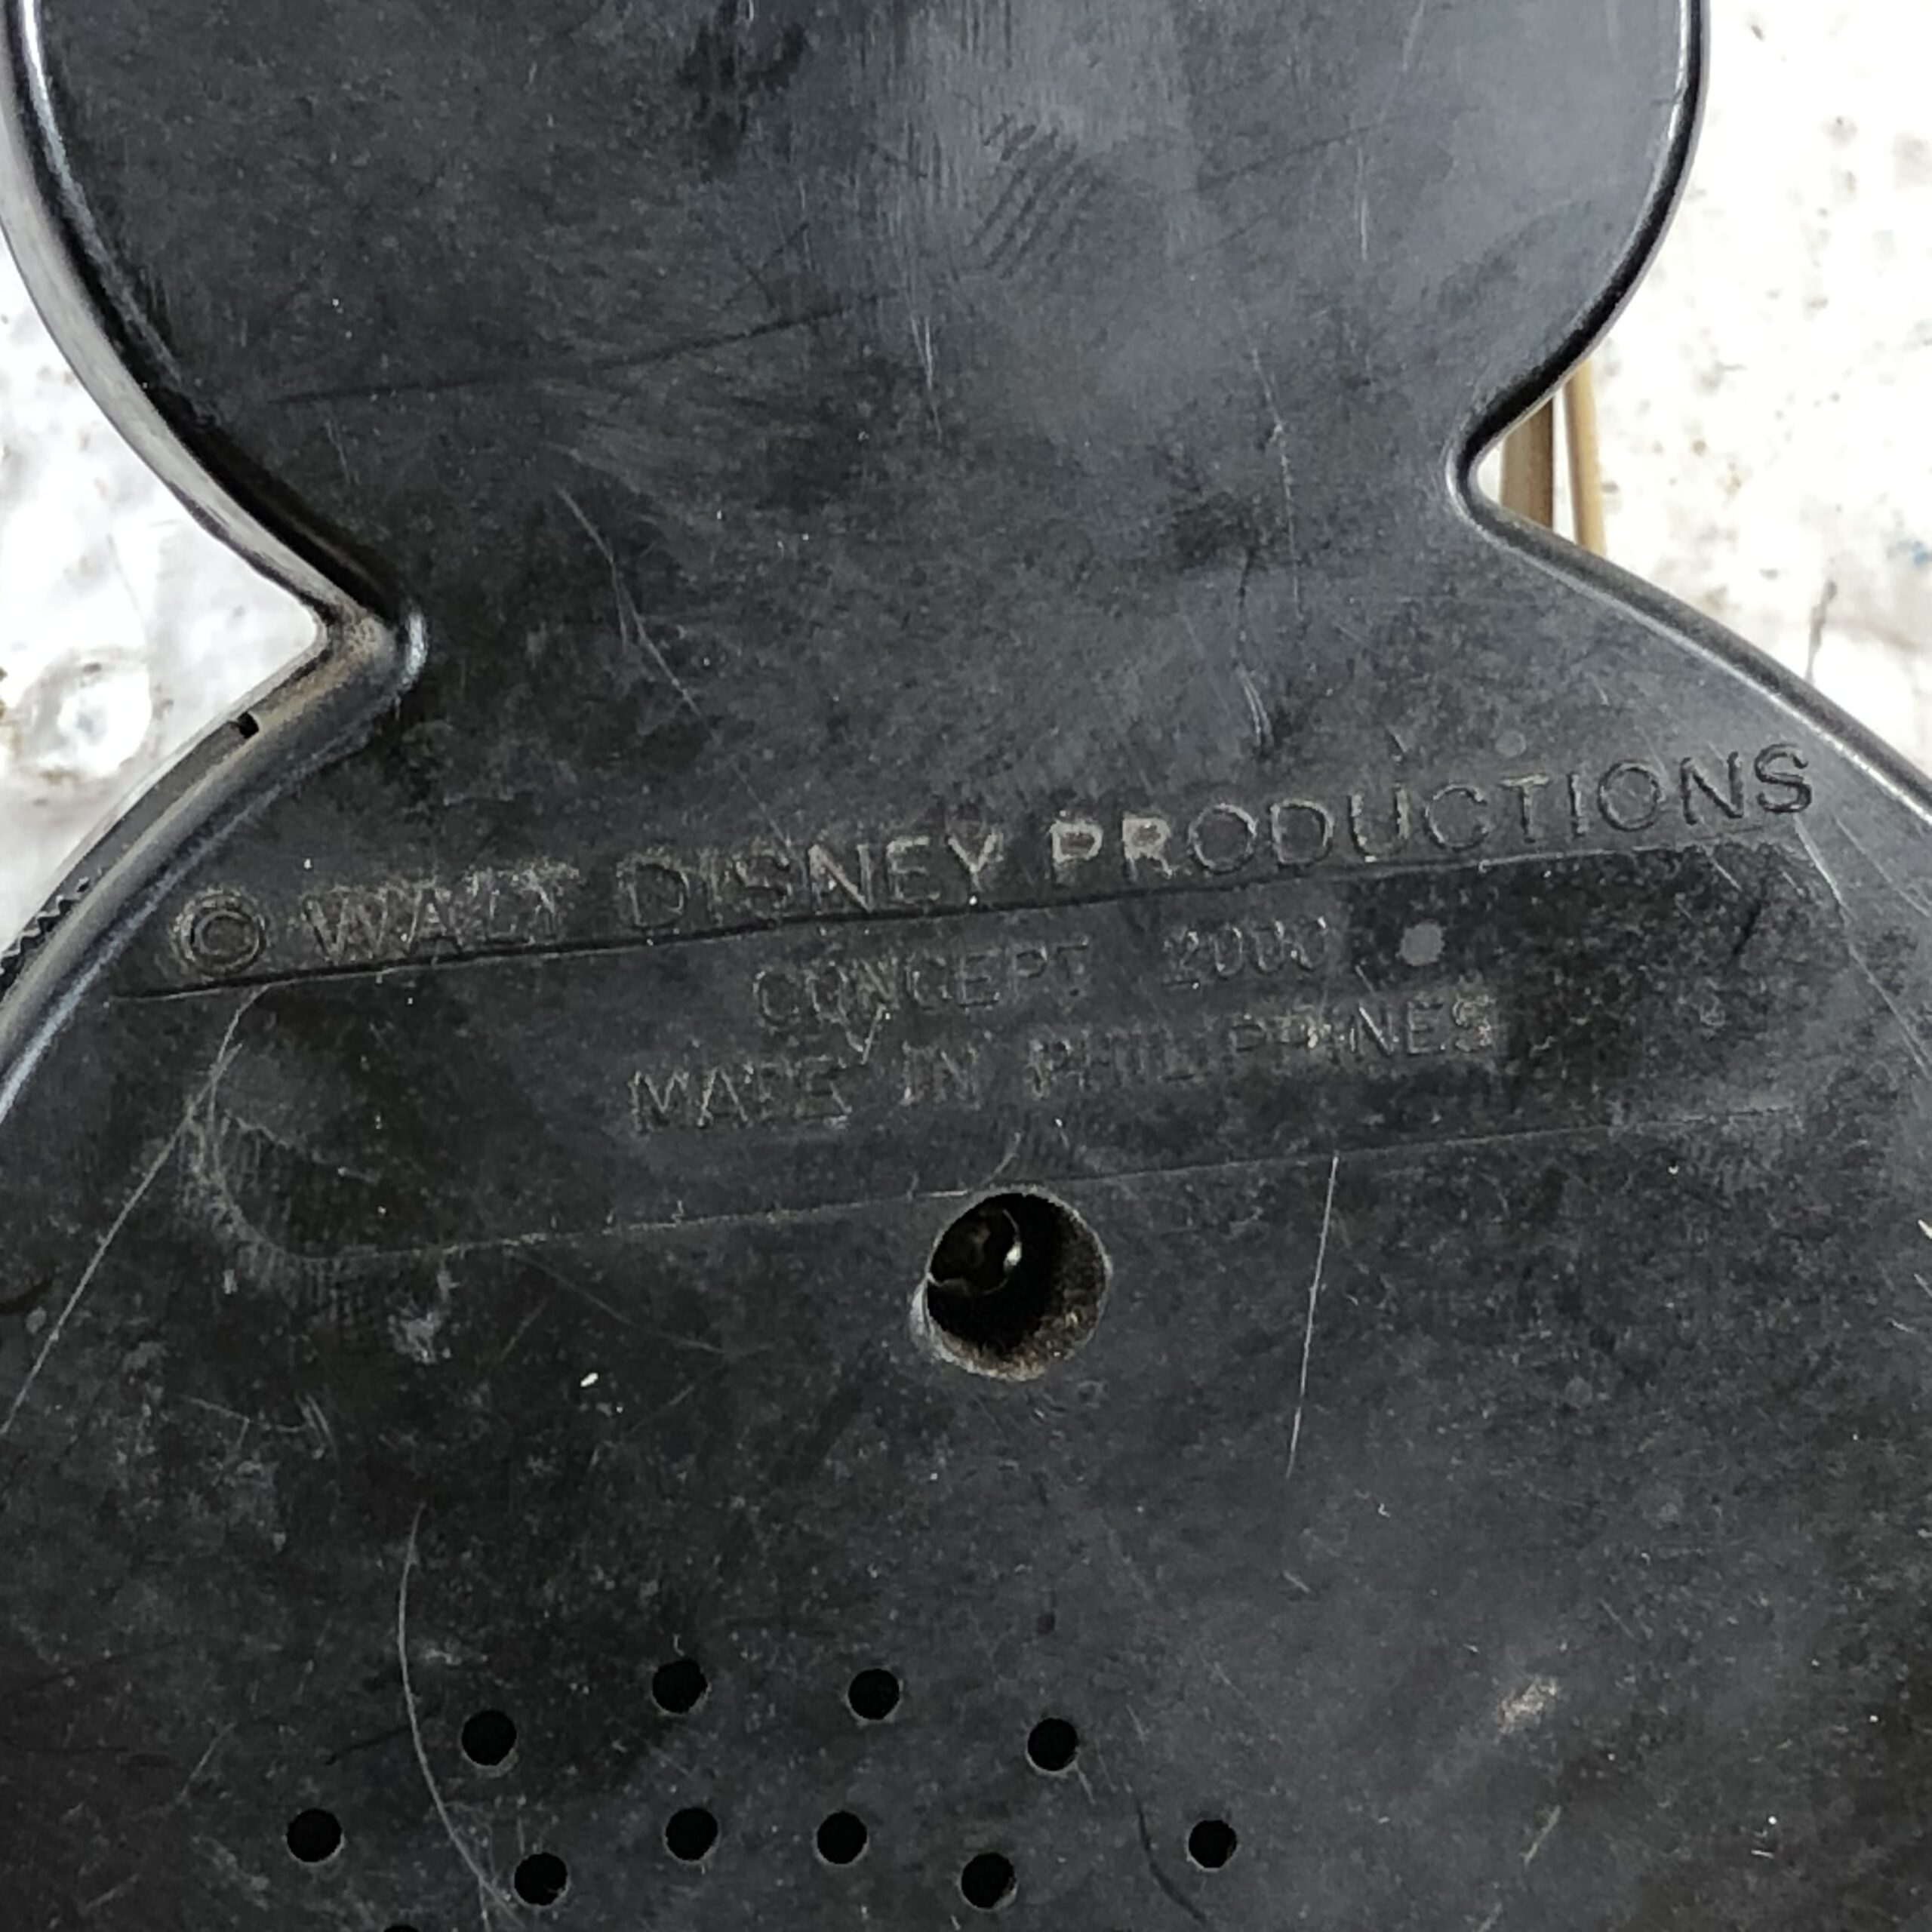 © WALT DISNEY PRODUCTIONS
CONCEPT 2000
MADE IN PHILIPPINES